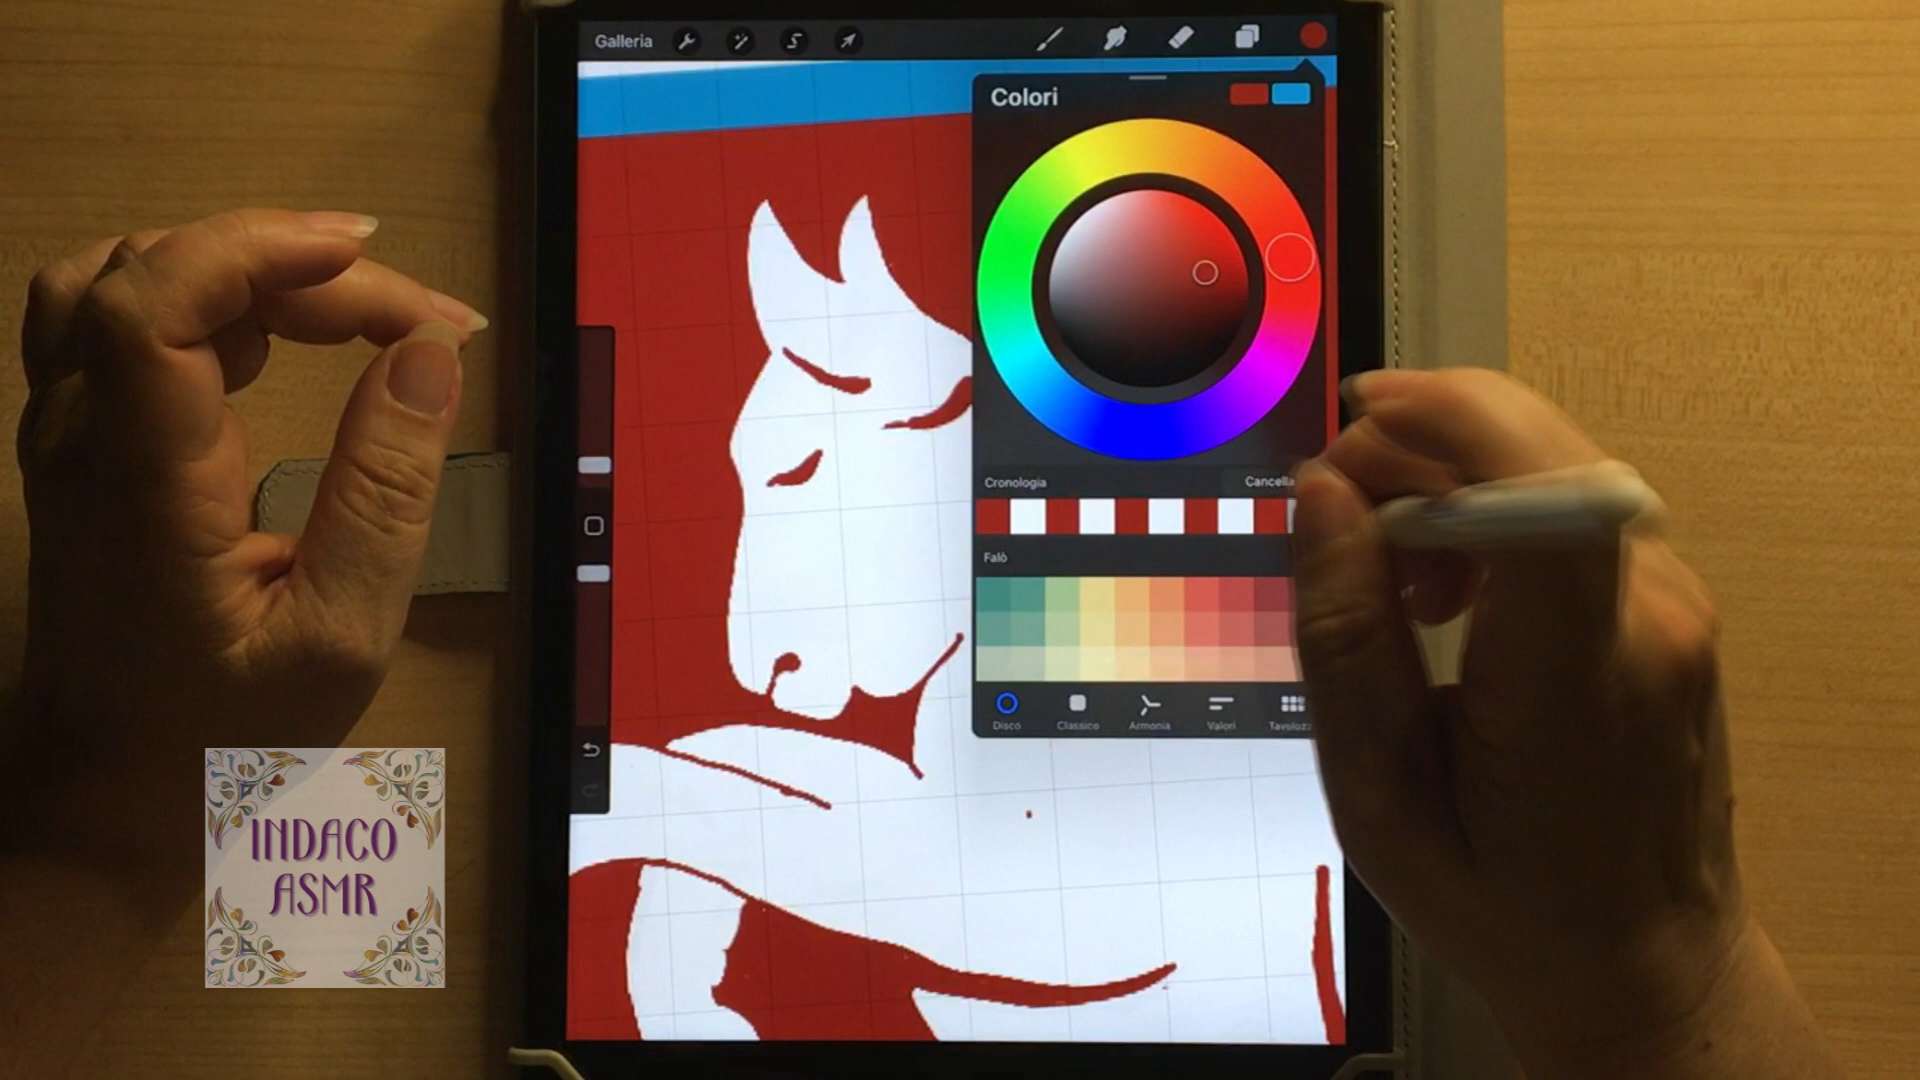 Galleria
Colori
Cronologia
Cancella
Falò
Disco
Classico
Armonia
Valori
INDACO
ASMR